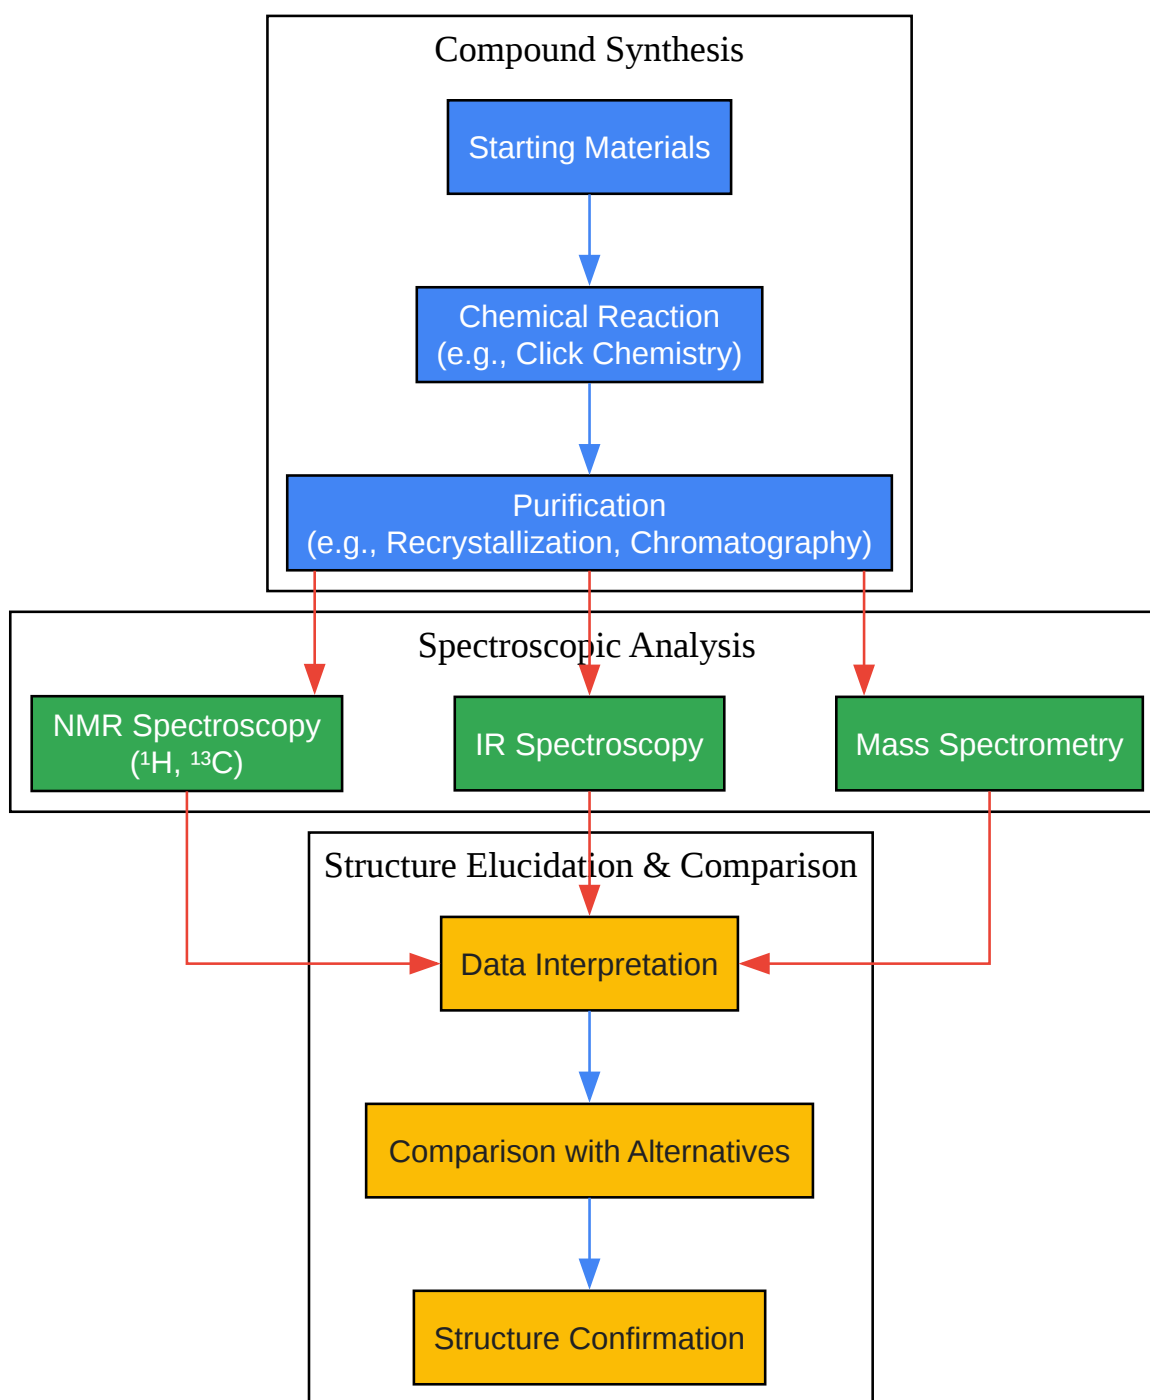 Compound Synthesis
Starting Materials
Chemical Reaction
(e.g., Click Chemistry)
Purification
(e.g., Recrystallization, Chromatography)
Spectroscopic Analysis
NMR Spectroscopy
(¹H, ¹³C)
IR Spectroscopy
Mass Spectrometry
Structure Elucidation & Comparison
Data Interpretation
Comparison with Alternatives
Structure Confirmation